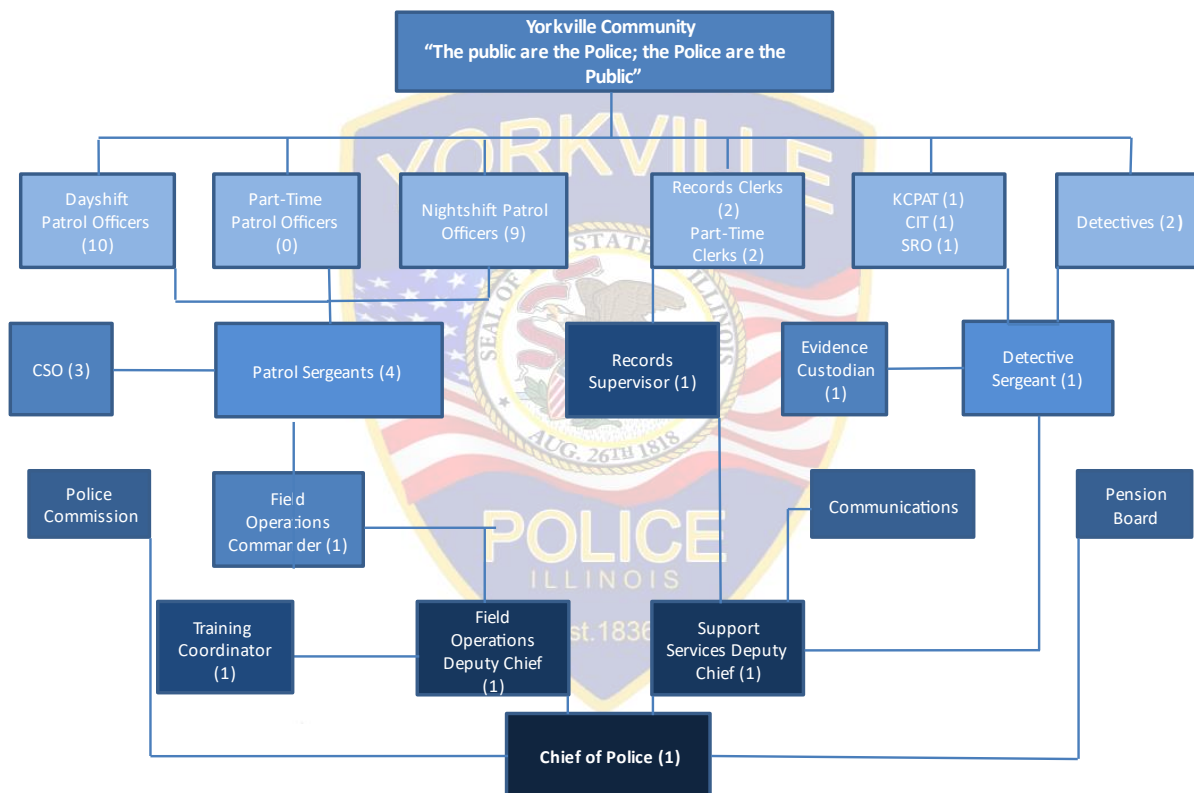 Yorkville Community
“The public are the Police; the Police are the
Public”
Dayshift
Patrol Officers
(10)
Part-Time
Patrol Officers
(0)
Nightshift Patrol
Officers (9)
Records Clerks
(2)
Part-Time
Clerks (2)
KCPAT (1)
CIT (1)
SRO (1)
Detectives (2)
CSO (3)
Patrol Sergeants (4)
Records
Supervisor (1)
Evidence
Custodian
(1)
Detective
Sergeant (1)
Police
Commission
Field
Operations
Commander (1)
Communications
Pension
Board
Training
Coordinator
(1)
Field
Operations
Deputy Chief
(1)
Support
Services Deputy
Chief (1)
Chief of Police (1)
YORKVILLE
SEAL OF STATE ILLINOIS
AUG. 26TH 1818
POLICE
ILLINOIS
st.1836